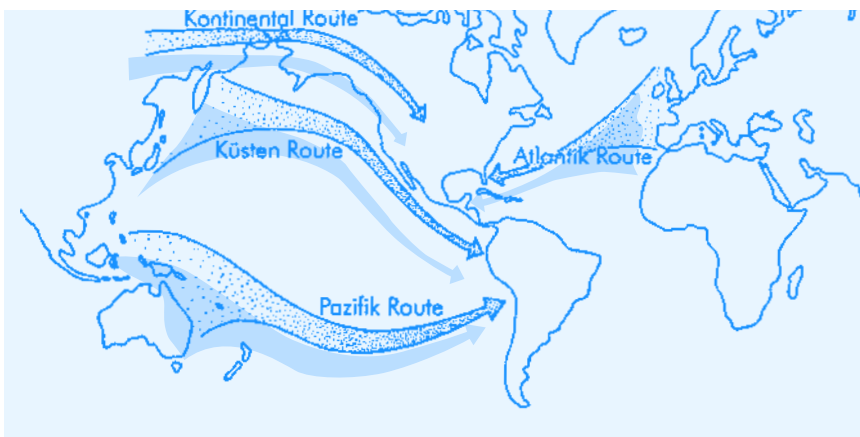 Kontinental Route
Küsten Route
Atlantik Route
Pazifik Route